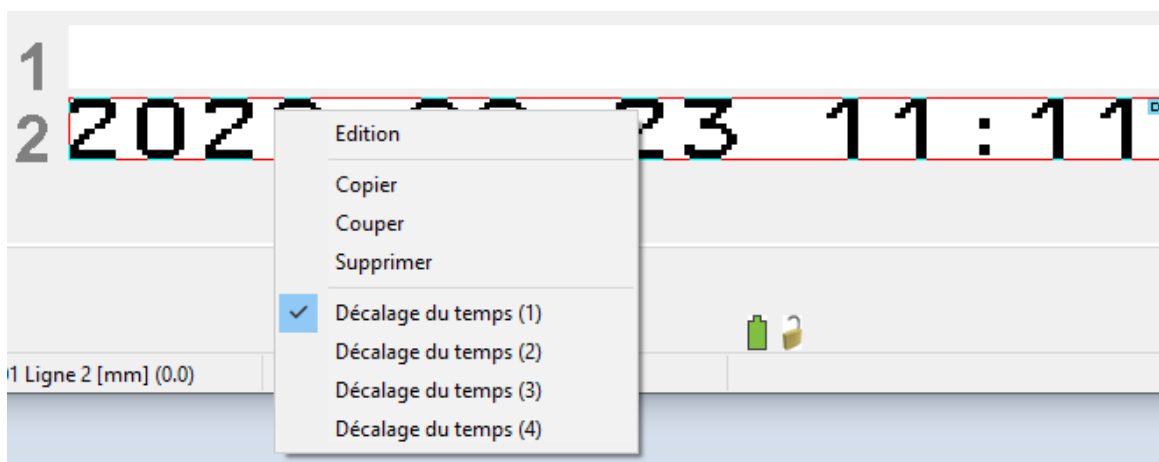 1
2 202 23 11:11
Edition
Copier
Couper
Supprimer
Décalage du temps (1)
Décalage du temps (2)
Décalage du temps (3)
Décalage du temps (4)
1 Ligne 2 [mm] (0.0)